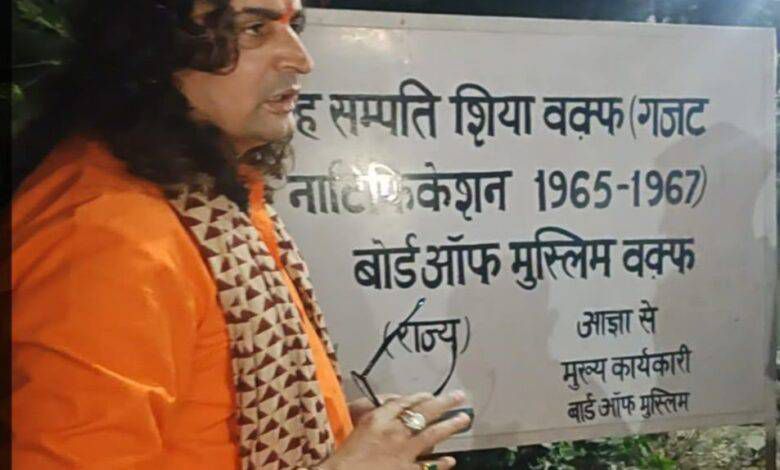 ह सम्पति शिया वक़्फ (गजट
नाटिफिकेशन 1965-1967)
बोर्ड ऑफ मुस्लिम वक़्फ
(राज्य)
आज्ञा से
मुख्य कार्यकारी
बार्ड ऑफ मुस्लिम